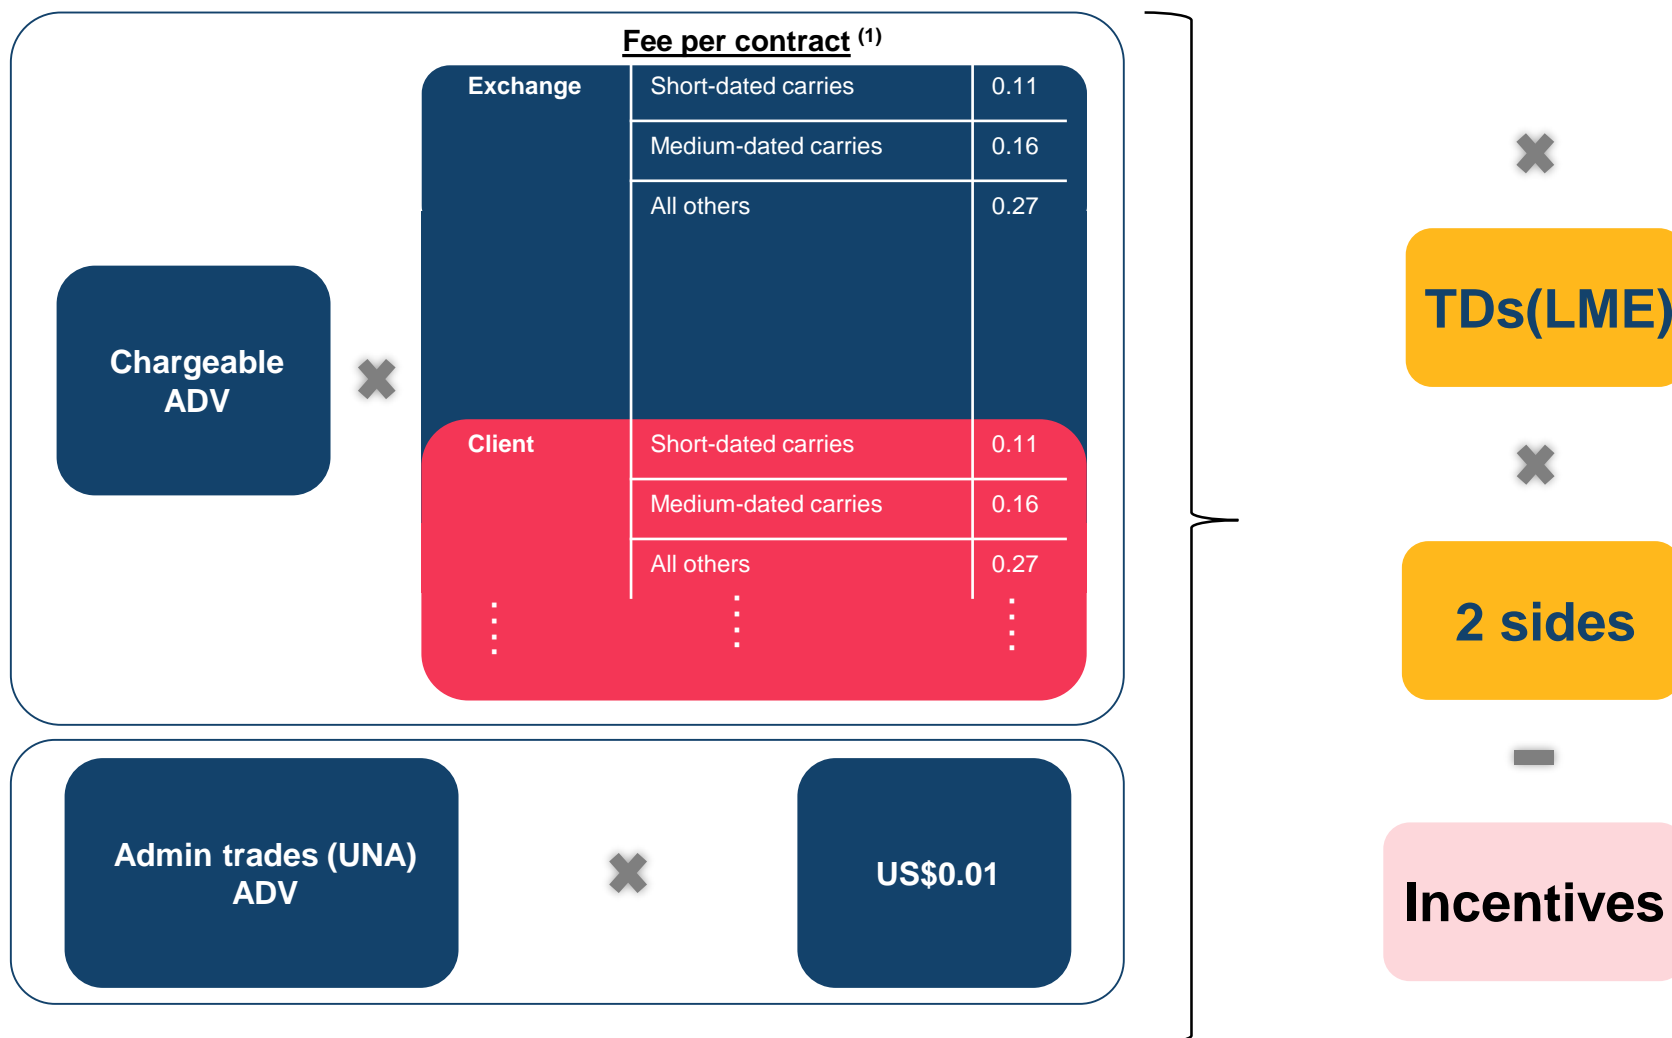 Fee per contract (1)
Exchange Short-dated carries 0.11
Medium-dated carries 0.16
All others 0.27
Chargeable
ADV
Client Short-dated carries 0.11
Medium-dated carries 0.16
All others 0.27
TDs(LME)
2 sides
Incentives
Admin trades (UNA)
ADV
US$0.01